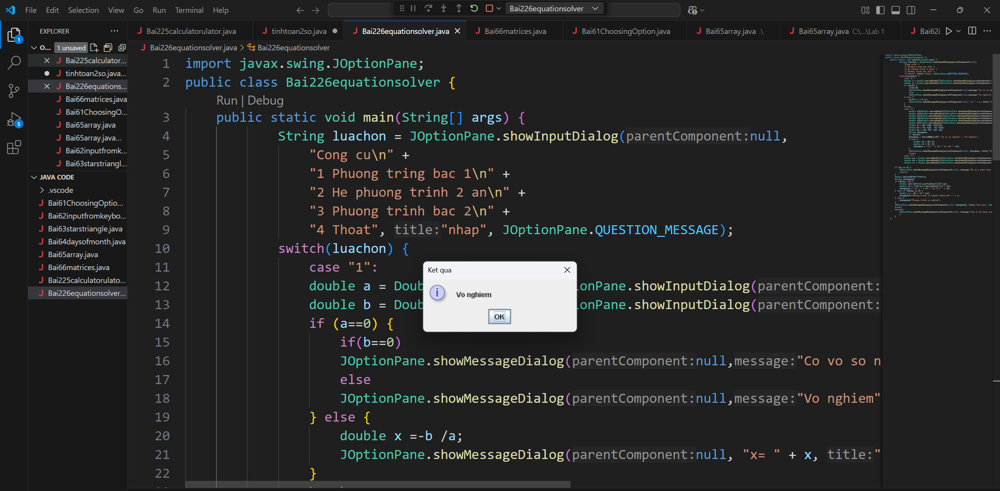 File Edit Selection View Go Run Terminal Help
Bai226equationsolver
EXPLORER
O... 1 unsaved
Bai225calculator...
tinhtoan2so.java...
Bai226equations...
Bai66matrices.java
Bai61ChoosingO...
Bai65array.java
Bai65array.java...
Bai62inputfromk...
Bai63starstriangl...
JAVA CODE
.vscode
Bai61ChoosingOptio...
Bai62inputfromkeybo...
Bai63starstriangle.java
Bai64daysofmonth.java
Bai65array.java
Bai66matrices.java
Bai225calculatorulato...
Bai226equationsolver...
1
5
Bai225calculatorulator.java tinhtoan2so.java Bai226equationsolver.java Bai66matrices.java Bai61ChoosingOption.java Bai65array.java .\ Bai65array.java C:\...\Lab 1 Bai62i
Bai226equationsolver.java > Bai226equationsolver
1 import javax.swing.JOptionPane;
2 public class Bai226equationsolver {
Run | Debug
3 public static void main(String[] args) {
4 String luachon = JOptionPane.showInputDialog(parentComponent:null,
5 "Cong cu\n" +
6 "1 Phuong tring bac 1\n" +
7 "2 He phuong trinh 2 an\n" +
8 "3 Phuong trinh bac 2\n" +
9 "4 Thoat", title:"nhap", JOptionPane.QUESTION_MESSAGE);
10 switch(luachon) {
11 case "1":
12 double a = Doub ionPane.showInputDialog(parentComponent:
13 double b = Doub ionPane.showInputDialog(parentComponent:
14 if (a==0) {
15 if(b==0)
16 JOptionPane.showMessageDialog(parentComponent:null,message:"Co vo so n
17 else
18 JOptionPane.showMessageDialog(parentComponent:null,message:"Vo nghiem"
19 } else {
20 double x =-b /a;
21 JOptionPane.showMessageDialog(parentComponent:null, "x= " + x, title:"
22 }
Ket qua
Vo nghiem
OK